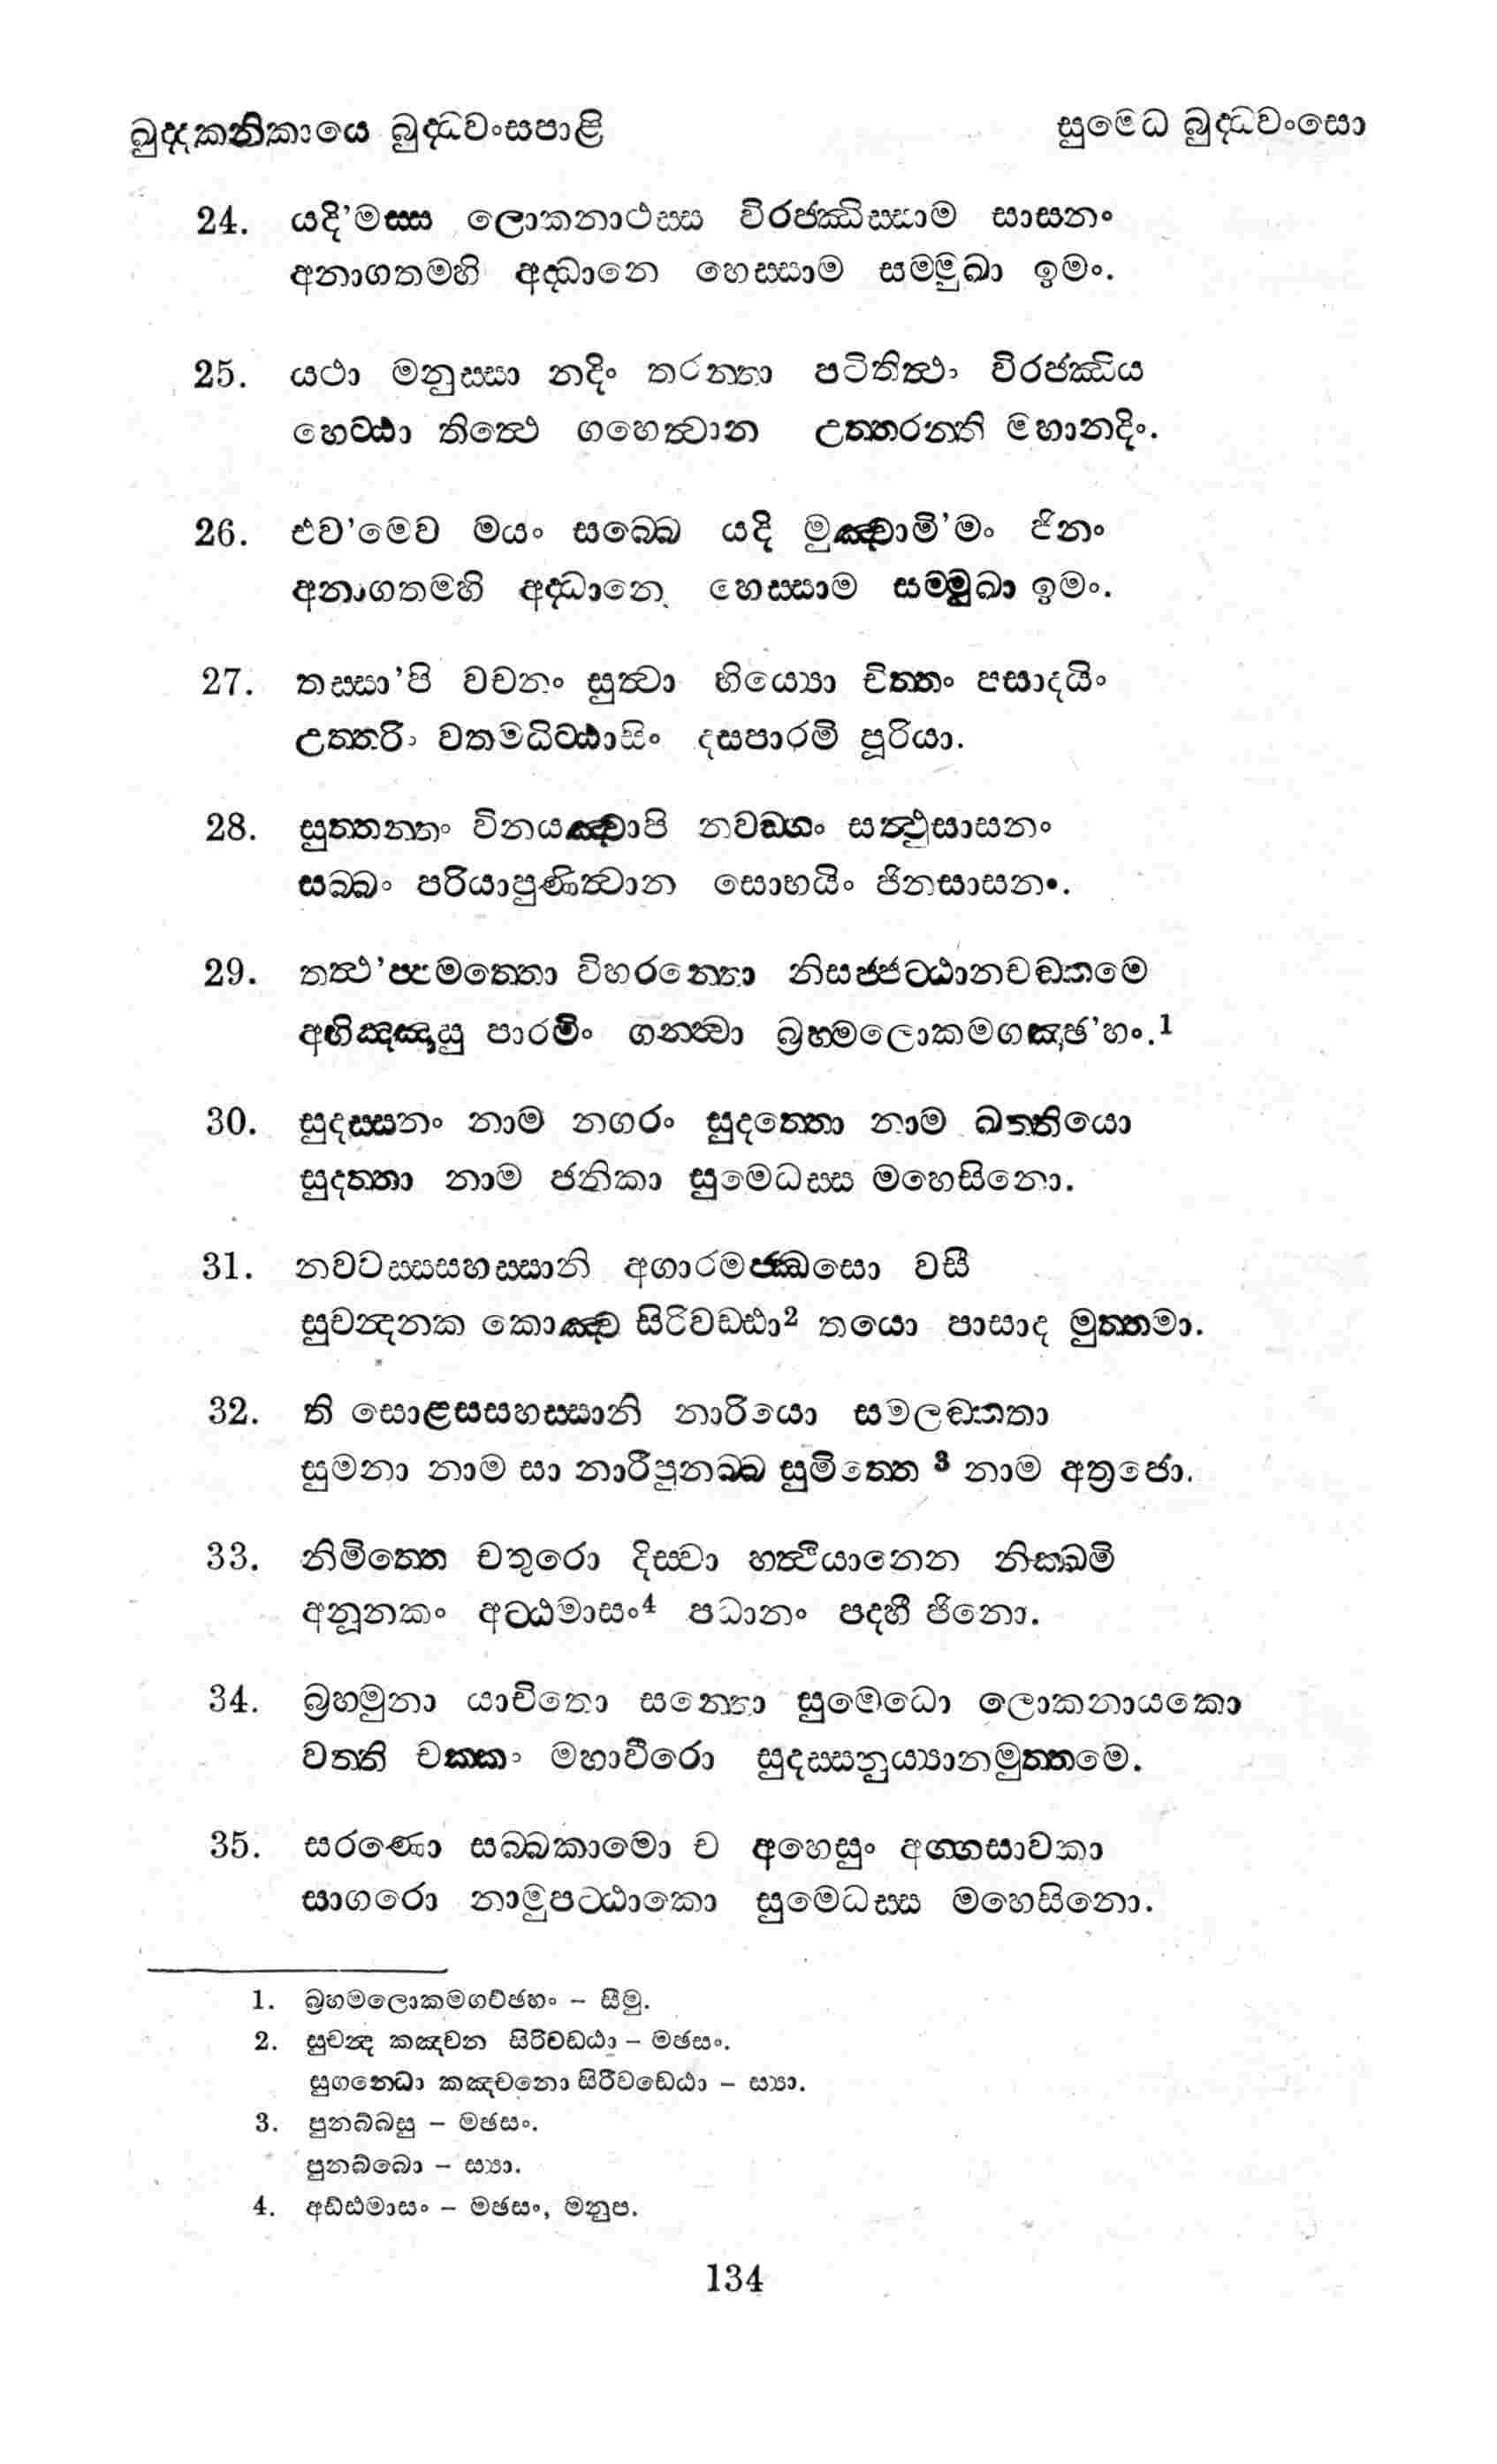 ඛුද්දකනිකායෙ බුද්ධවංසපාළි සුමෙධ බුද්ධවංසො
24. යදි’මස්ස ලොකනාථස්ස විරජ්ඣිස්සාම සාසනං
අනාගතම්හි අද්ධානෙ හෙස්සාම සම්මුඛා ඉමං.
25. යථා මනුස්සා නදිං තරන්තා පටිතිත්ථං විරජ්ඣිය
හෙට්ඨා තිත්ථෙ ගහෙත්වාන උත්තරන්ති මහානදිං.
26. එව’මෙව මයං සබ්බෙ යදි මුඤ්චාමි’මං ජිනං
අනාගතම්හි අද්ධානෙ හෙස්සාම සම්මුඛා ඉමං.
27. තස්සා’පි වචනං සුත්වා භිය්‍යො චිත්තං පසාදයිං
උත්තරිං වතමධිට්ඨාසිං දසපාරමි පූරියා.
28. සුත්තන්තං විනයඤ්චාපි නවඞ්ගං සත්ථුසාසනං
සබ්බං පරියාපුණිත්වාන සොභයිං ජිනසාසනං.
29. තත්ථ’ප්පමත්තො විහරන්තො නිසජ්ජට්ඨානචඞ්කමෙ
අභිඤ්ඤාසු පාරමිං ගන්ත්වා බ්‍රහ්මලොකමගඤ්ඡ’හං.1
30. සුදස්සනං නාම නගරං සුදත්තො නාම ඛත්තියො
සුදත්තා නාම ජනිකා සුමෙධස්ස මහෙසිනො.
31. නවවස්සසහස්සානි අගාරමජ්ඣසො වසී
සුචන්දනක කොඤ්ච සිරිවඩ්ඪා2 තයො පාසාද මුත්තමා.
32. ති සොළසසහස්සානි නාරියො සමලඞ්කතා
සුමනා නාම සා නාරීපුනබ්බ සුමිත්තෙ 3 නාම අත්‍රජො.
33. නිමිත්තෙ චතුරො දිස්වා හත්ථියානෙන නික්ඛමි
අනූනකං අට්ඨමාසං4 පධානං පදහී ජිනො.
34. බ්‍රහ්මුනා යාචිතො සන්තො සුමෙධො ලොකනායකො
වත්ති චක්කං මහාවීරො සුදස්සනුය්‍යානමුත්තමෙ.
35. සරණො සබ්බකාමො ච අහෙසුං අග්ගසාවකා
සාගරො නාමුපට්ඨාකො සුමෙධස්ස මහෙසිනො.
1. බ්‍රහ්මලොකමගච්ඡහං – සීමු.
2. සුචන්ද කඤ්චන සිරිවඩ්ඪා – මඡසං.
සුගන්ධො කඤ්චනො සිරීවඩ්ඪො – ස්‍යා.
3. පුනබ්බසු – මඡසං.
පුනබ්බො – ස්‍යා.
4. අඩ්ඪමාසං – මඡසං, මනුප.
134